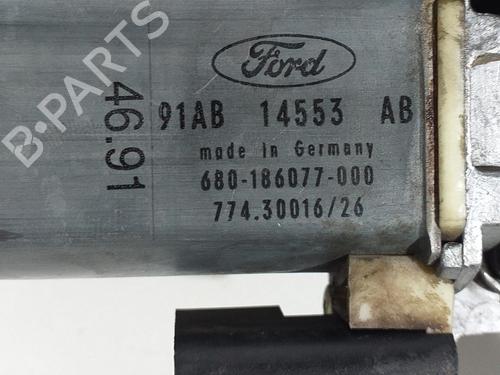 Ford
91AB 14553 AB
made in Germany
680-186077-000
774.30016/26
46.91
B-PARTS